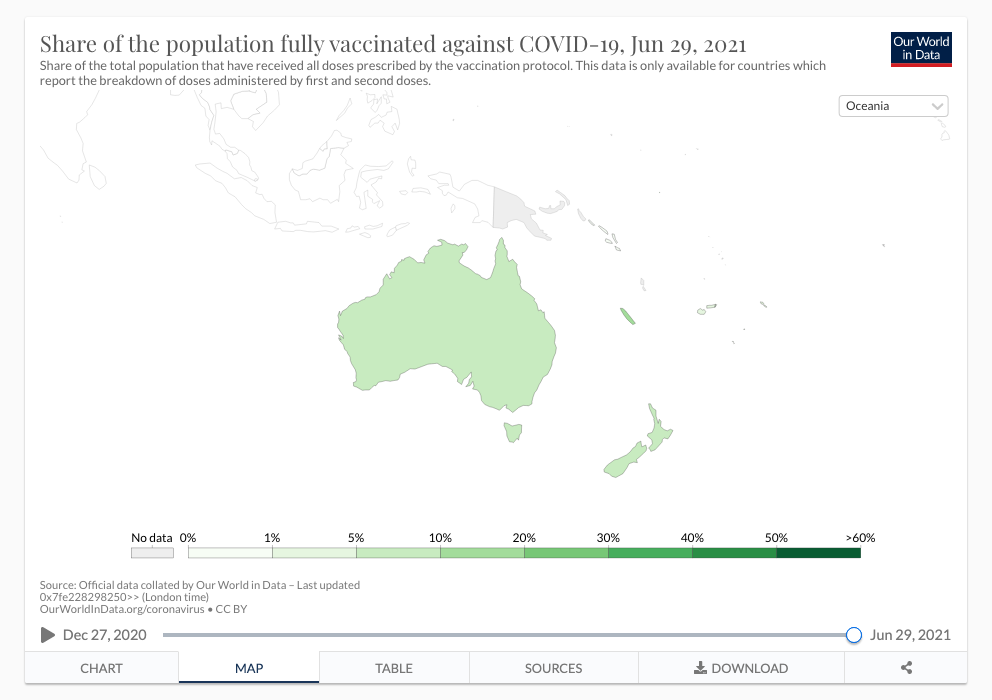 Share of the population fully vaccinated against COVID-19, Jun 29, 2021
Share of the total population that have received all doses prescribed by the vaccination protocol. This data is only available for countries which
report the breakdown of doses administered by first and second doses.
Our World
in Data
Oceania
No data 0% 1% 5% 10% 20% 30% 40% 50% >60%
Source: Official data collated by Our World in Data – Last updated
0x7fe228298250>> (London time)
OurWorldInData.org/coronavirus • CC BY
Dec 27, 2020 Jun 29, 2021
CHART MAP TABLE SOURCES DOWNLOAD